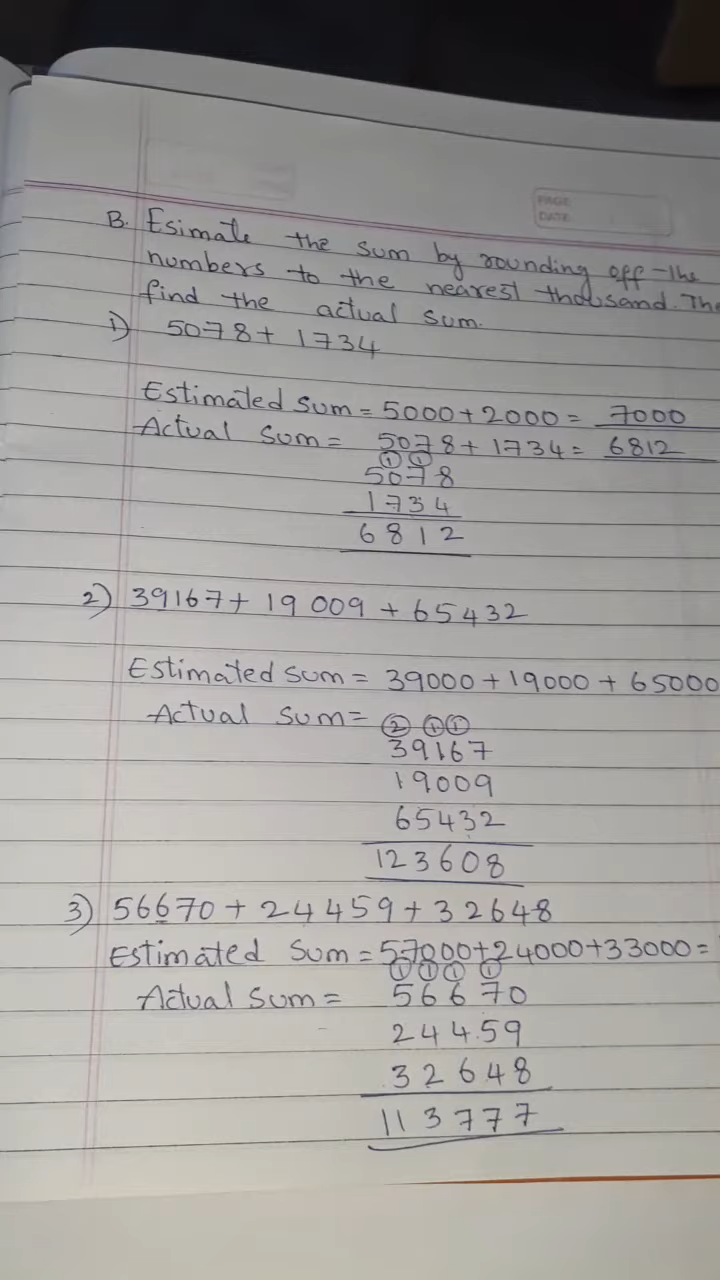 PAGE
DATE
B. Esimate the sum by rounding off the
numbers to the nearest thousand. The
find the actual sum.
1) 5078 + 1734
Estimated Sum = 5000 + 2000 = 7000
Actual Sum = 5078 + 1734 = 6812
① ①
5078
1734
6812
2) 39167 + 19009 + 65432
Estimated Sum = 39000 + 19000 + 65000
Actual Sum = ② ① ①
39167
19009
65432
123608
3) 56670 + 24459 + 32648
Estimated Sum = 57000 + 24000 + 33000 =
① ① ① ①
Actual Sum = 56670
24459
32648
113777